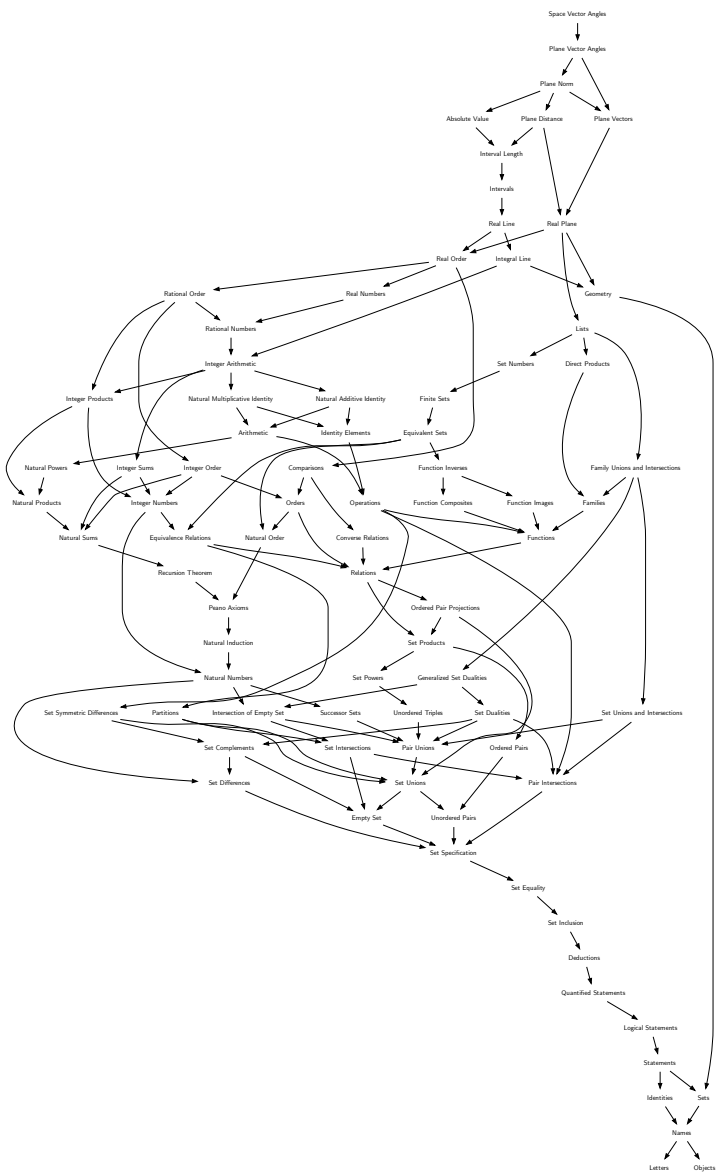 Space Vector Angles
Plane Vector Angles
Plane Norm
Absolute Value
Plane Distance
Plane Vectors
Interval Length
Intervals
Real Line
Real Plane
Real Order
Integral Line
Rational Order
Real Numbers
Geometry
Rational Numbers
Lists
Integer Arithmetic
Set Numbers
Direct Products
Integer Products
Natural Multiplicative Identity
Natural Additive Identity
Finite Sets
Arithmetic
Identity Elements
Equivalent Sets
Natural Powers
Integer Sums
Integer Order
Comparisons
Function Inverses
Family Unions and Intersections
Natural Products
Integer Numbers
Orders
Operations
Function Composites
Function Images
Families
Natural Sums
Equivalence Relations
Natural Order
Converse Relations
Functions
Recursion Theorem
Relations
Peano Axioms
Ordered Pair Projections
Natural Induction
Set Products
Natural Numbers
Set Powers
Generalized Set Dualities
Set Symmetric Differences
Partitions
Intersection of Empty Set
Successor Sets
Unordered Triples
Set Dualities
Set Unions and Intersections
Set Complements
Set Intersections
Pair Unions
Ordered Pairs
Set Differences
Set Unions
Pair Intersections
Empty Set
Unordered Pairs
Set Specification
Set Equality
Set Inclusion
Deductions
Quantified Statements
Logical Statements
Statements
Identities
Sets
Names
Letters
Objects